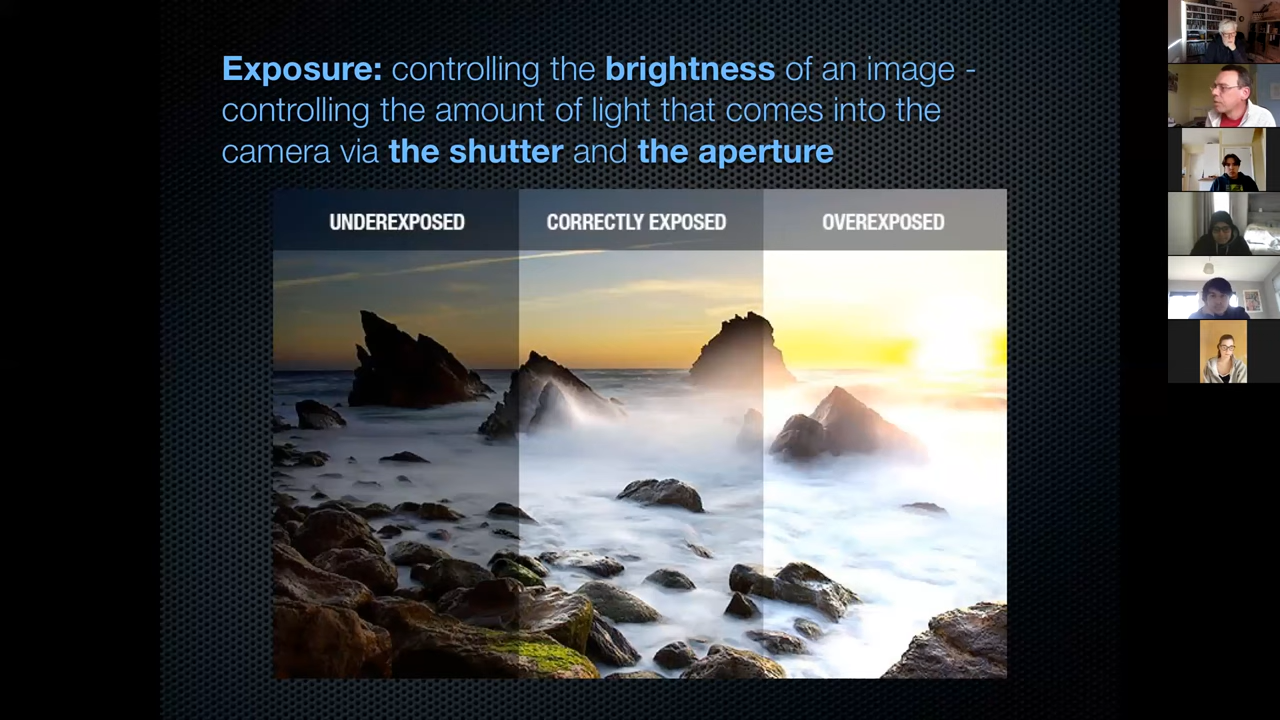 Exposure: controlling the brightness of an image -
controlling the amount of light that comes into the
camera via the shutter and the aperture
UNDEREXPOSED
CORRECTLY EXPOSED
OVEREXPOSED